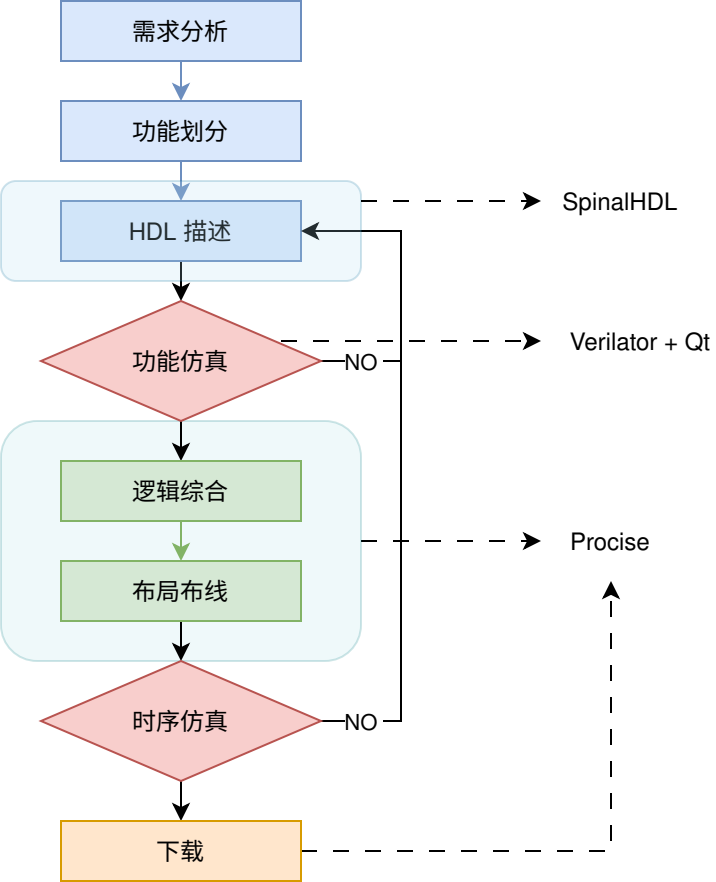 需求分析
功能划分
SpinalHDL
HDL 描述
Verilator + Qt
功能仿真
NO
逻辑综合
Procise
布局布线
时序仿真
NO
下载